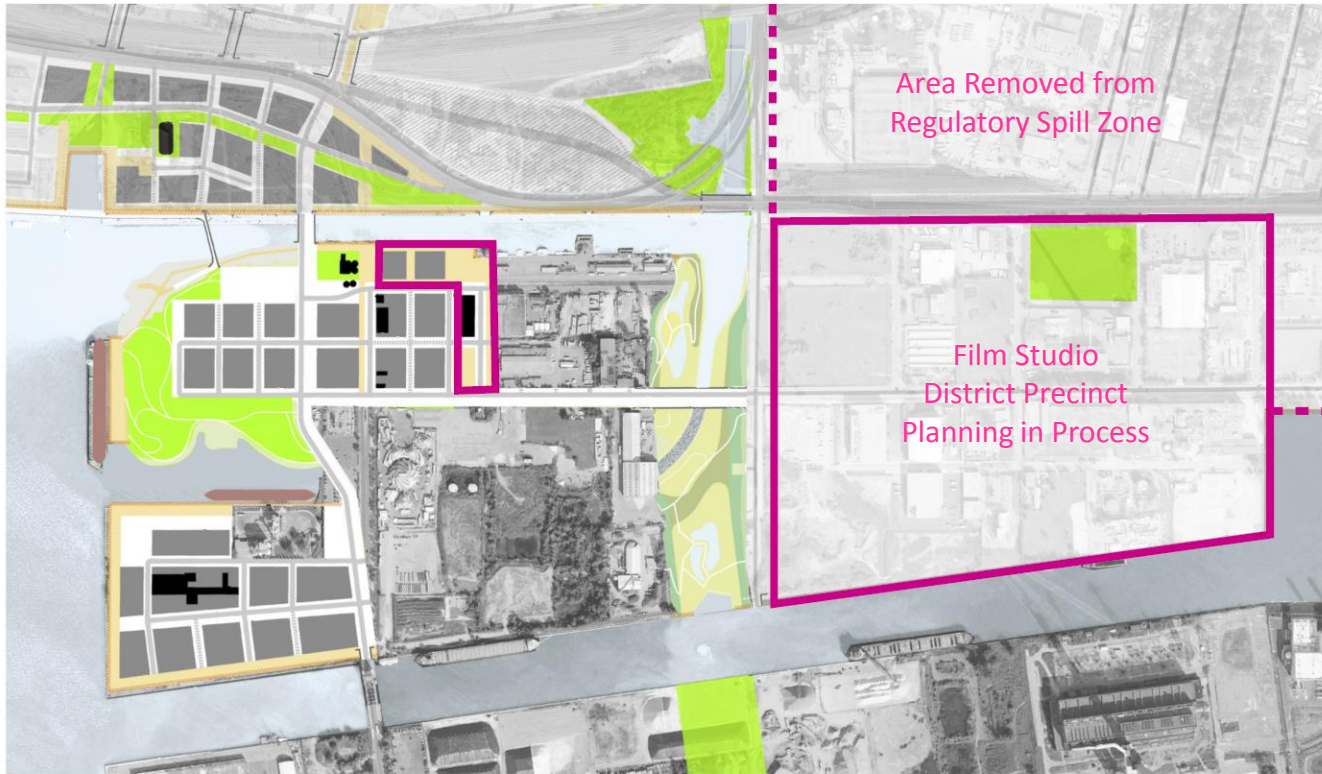 Area Removed from
Regulatory Spill Zone
Film Studio
District Precinct
Planning in Process